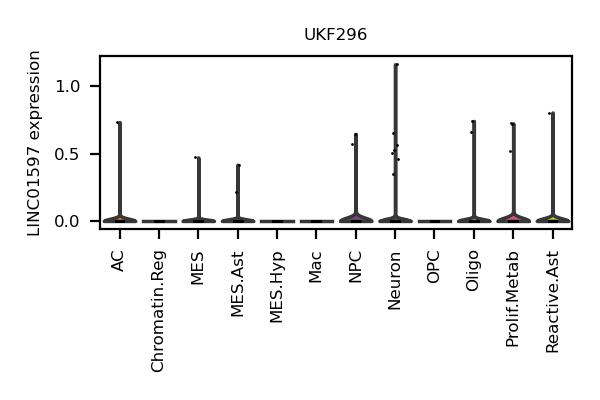 UKF296
LINC01597 expression
1.0
0.5
0.0
AC
Chromatin.Reg
MES
MES.Ast
MES.Hyp
Mac
NPC
Neuron
OPC
Oligo
Prolif.Metab
Reactive.Ast